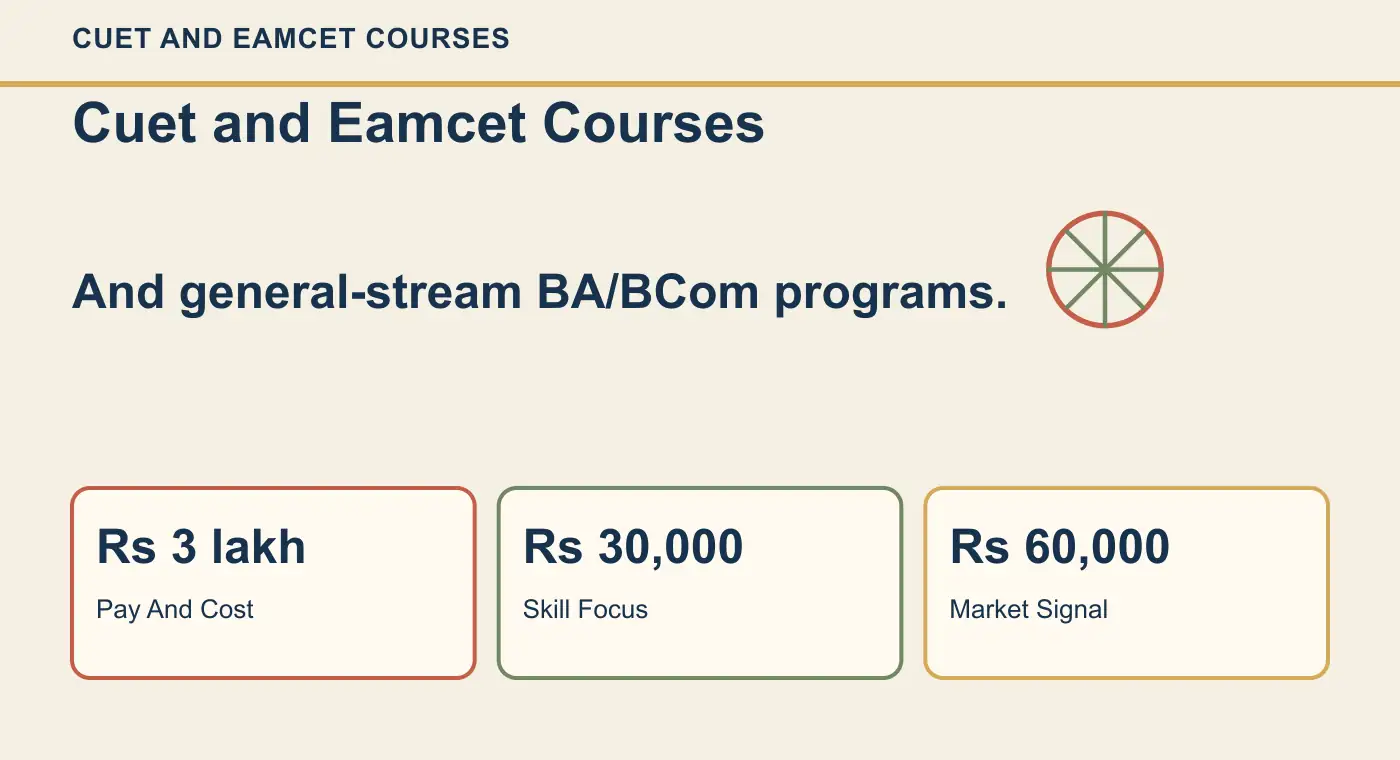 CUET AND EAMCET COURSES
Cuet and Eamcet Courses
And general-stream BA/BCom programs.
Rs 3 lakh
Pay And Cost
Rs 30,000
Skill Focus
Rs 60,000
Market Signal